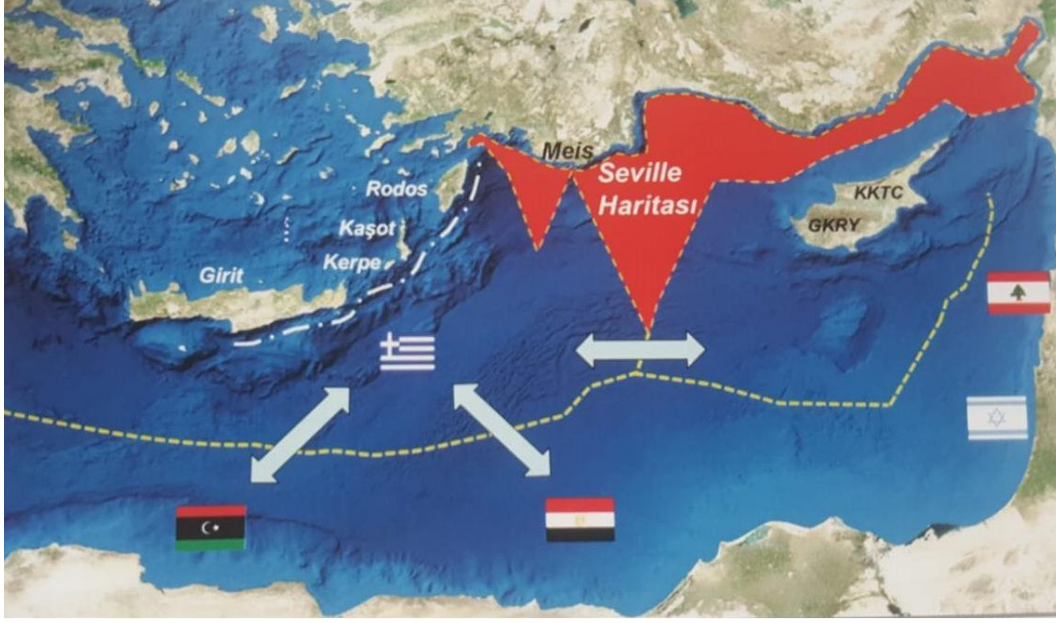 Meis
Seville
Haritası
Rodos
KKTC
GKRY
Kaşot
Kerpe
Girit